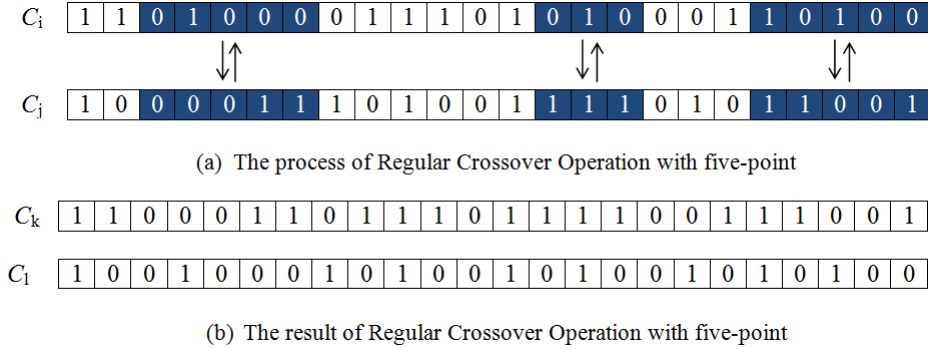 Ci 1 1 0 1 0 0 0 0 1 1 1 0 1 0 1 0 0 0 1 1 0 1 0 0
Cj 1 0 0 0 0 1 1 1 0 1 0 0 1 1 1 1 0 1 0 1 1 0 0 1
(a) The process of Regular Crossover Operation with five-point
Ck 1 1 0 0 0 1 1 0 1 1 1 0 1 1 1 1 0 0 1 1 1 0 0 1
Cl 1 0 0 1 0 0 0 1 0 1 0 0 1 0 1 0 0 1 0 1 0 1 0 0
(b) The result of Regular Crossover Operation with five-point